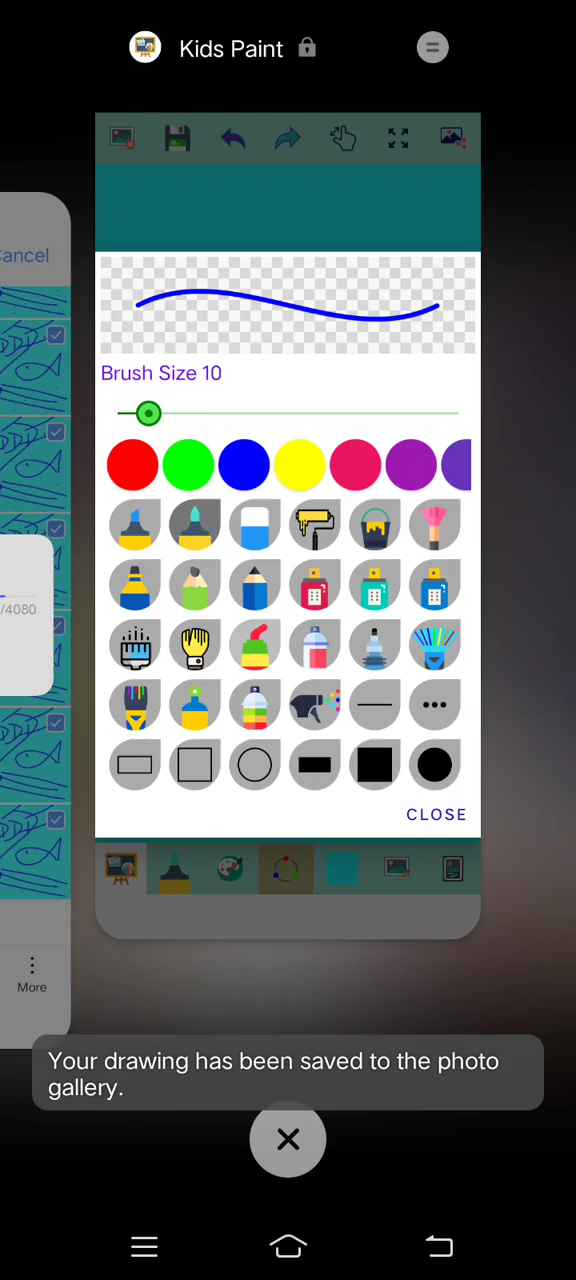 Kids Paint
Cancel
Brush Size 10
/4080
CLOSE
More
Your drawing has been saved to the photo
gallery.